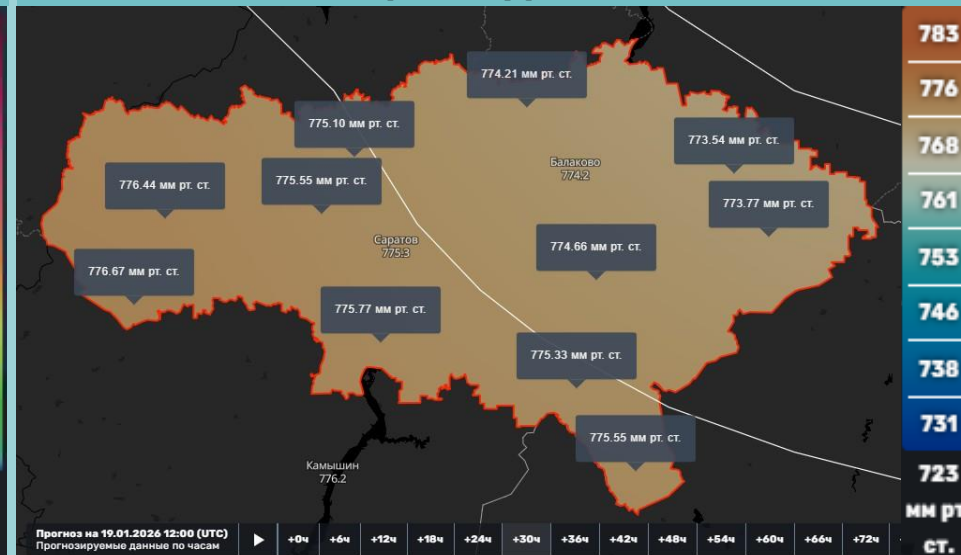 774.21 мм рт. ст.
775.10 мм рт. ст.
773.54 мм рт. ст.
Балаково
774.2
776.44 мм рт. ст.
775.55 мм рт. ст.
773.77 мм рт. ст.
Саратов
775.3
774.66 мм рт. ст.
776.67 мм рт. ст.
775.77 мм рт. ст.
775.33 мм рт. ст.
775.55 мм рт. ст.
Камышин
776.2
783
776
768
761
753
746
738
731
723
мм рт
ст.
Прогноз на 19.01.2026 12:00 (UTC)
Прогнозируемые данные по часам
+0ч +6ч +12ч +18ч +24ч +30ч +36ч +42ч +48ч +54ч +60ч +66ч +72ч